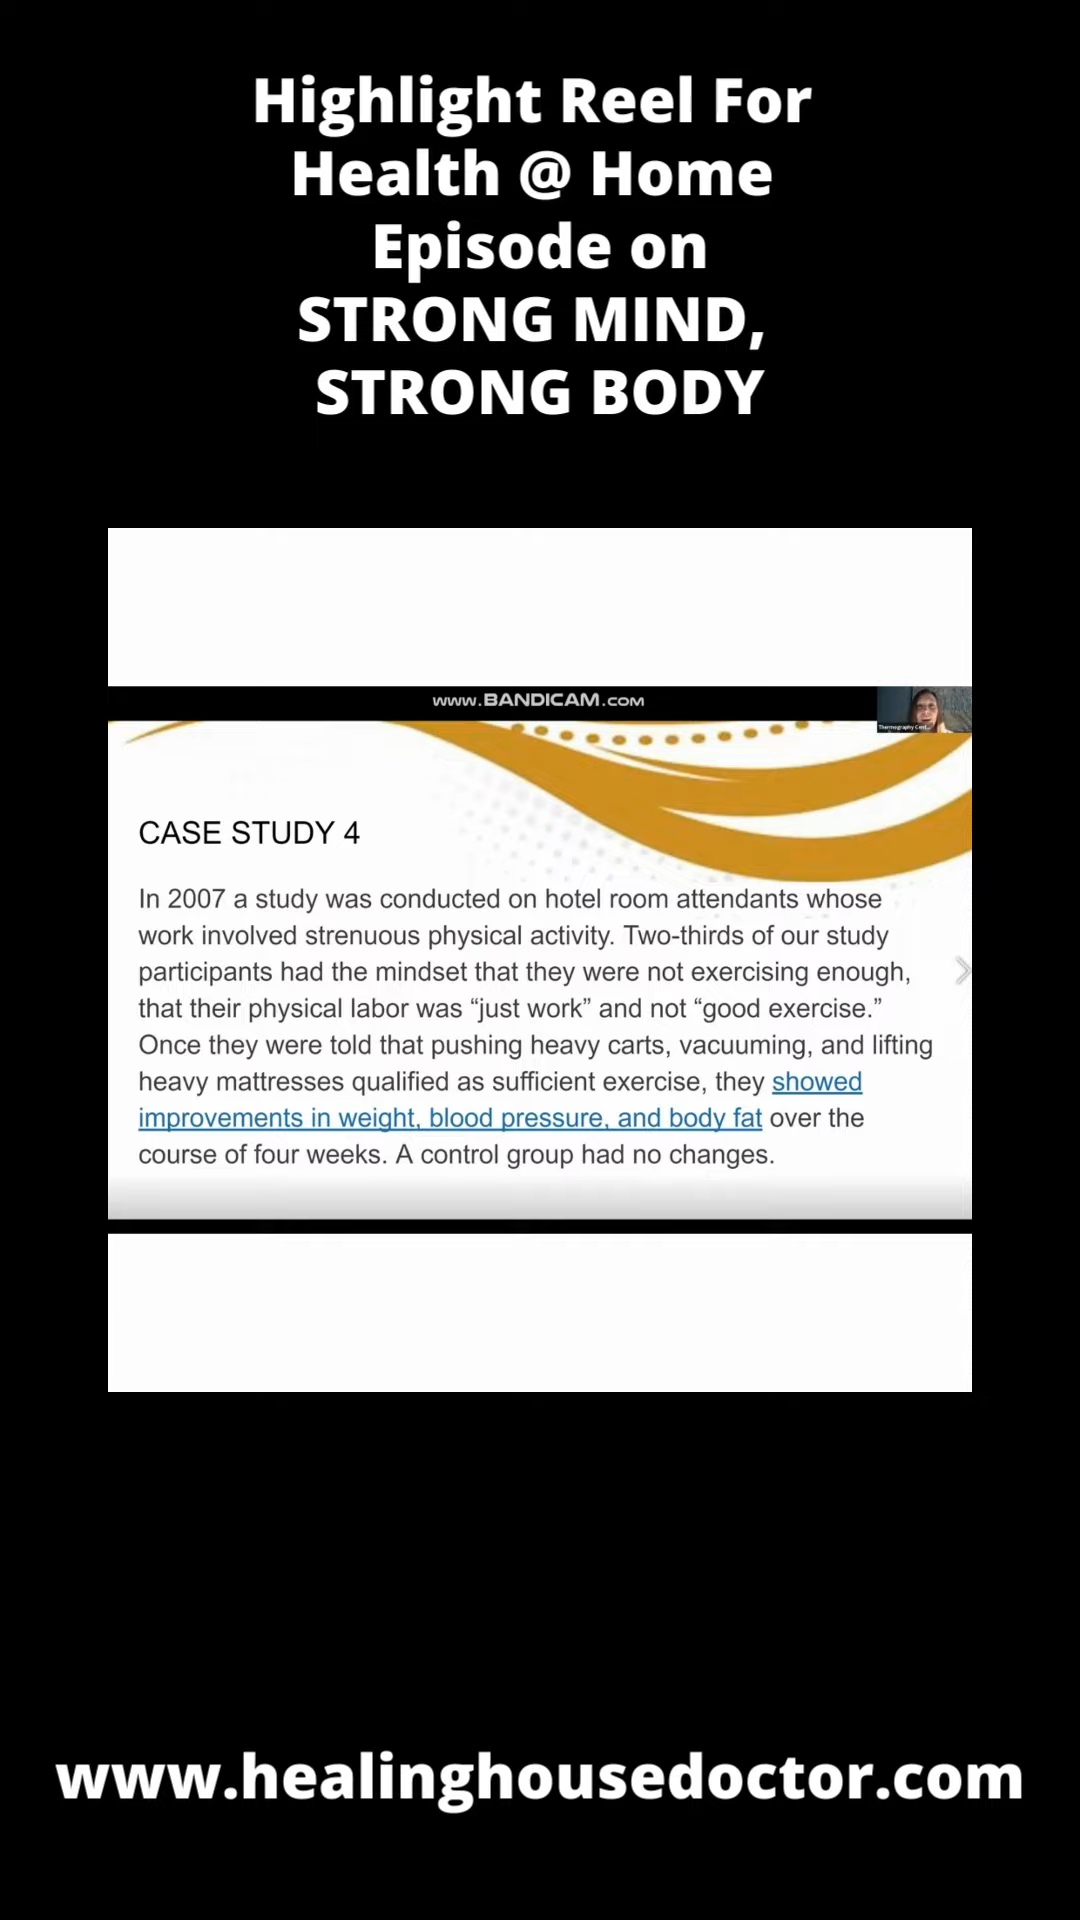 Highlight Reel For
Health @ Home
Episode on
STRONG MIND,
STRONG BODY
www.BANDICAM.com
CASE STUDY 4
In 2007 a study was conducted on hotel room attendants whose
work involved strenuous physical activity. Two-thirds of our study
participants had the mindset that they were not exercising enough,
that their physical labor was “just work” and not “good exercise.”
Once they were told that pushing heavy carts, vacuuming, and lifting
heavy mattresses qualified as sufficient exercise, they showed
improvements in weight, blood pressure, and body fat over the
course of four weeks. A control group had no changes.
www.healinghousedoctor.com